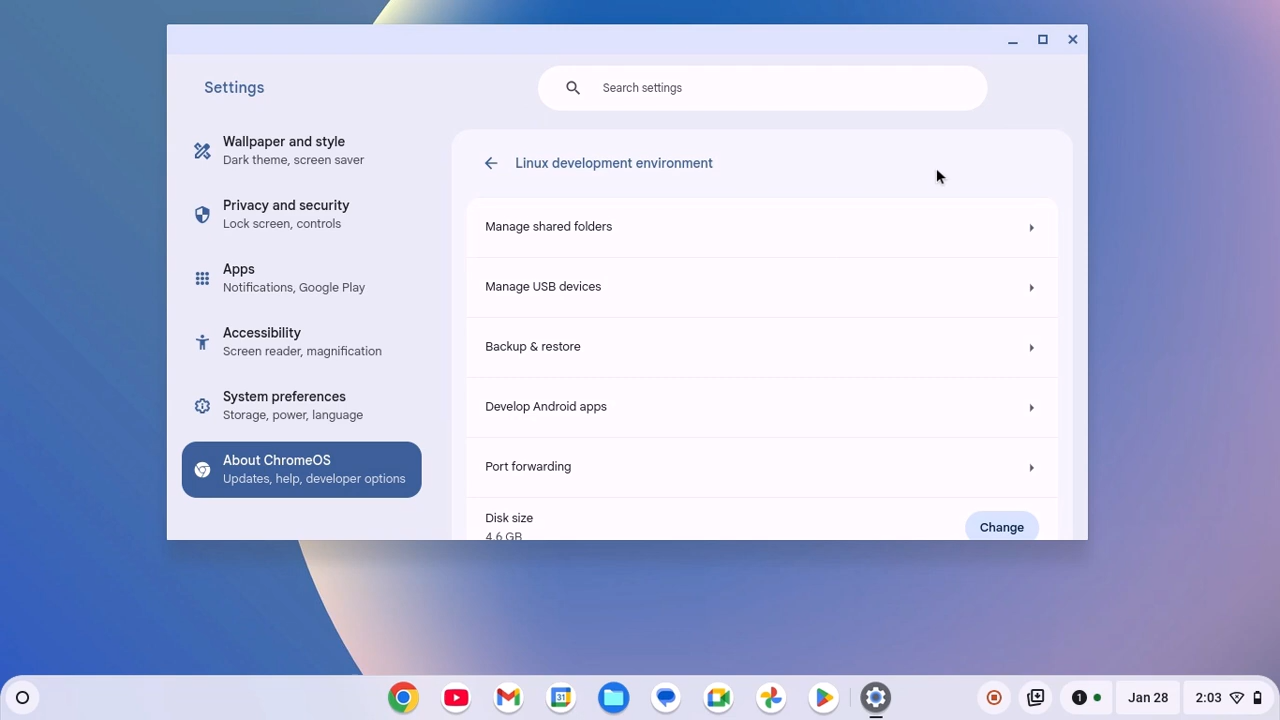 Settings
Search settings
Wallpaper and style
Dark theme, screen saver
Privacy and security
Lock screen, controls
Apps
Notifications, Google Play
Accessibility
Screen reader, magnification
System preferences
Storage, power, language
About ChromeOS
Updates, help, developer options
Linux development environment
Manage shared folders
Manage USB devices
Backup & restore
Develop Android apps
Port forwarding
Disk size
4.6 GB
Change
31
1
Jan 28
2:03